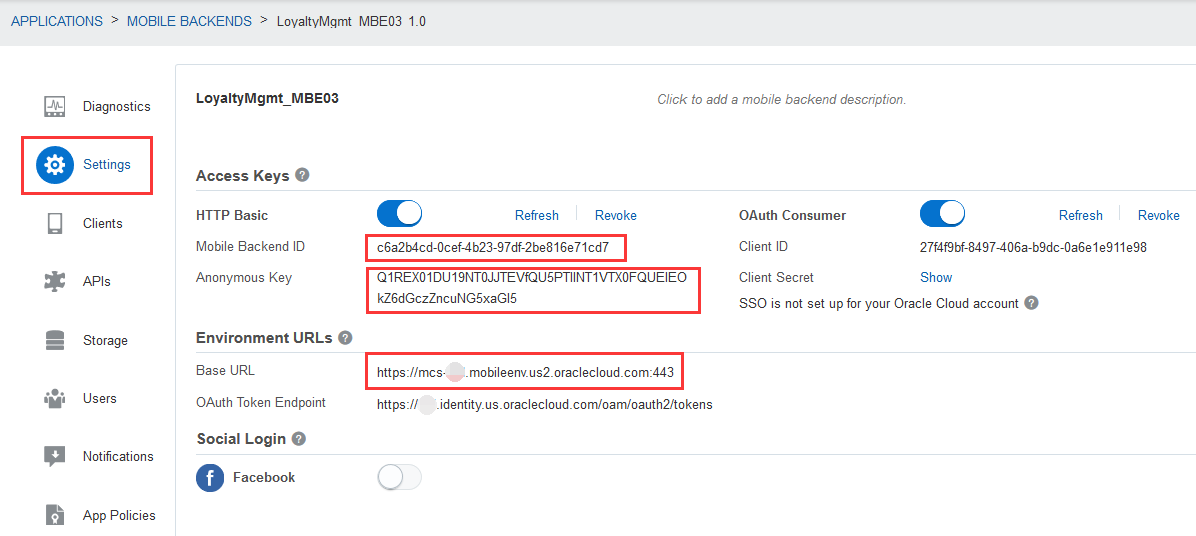 APPLICATIONS > MOBILE BACKENDS > LoyaltyMgmt MBE03 1.0
Diagnostics
Settings
Clients
APIs
Storage
Users
Notifications
App Policies
LoyaltyMgmt_MBE03 Click to add a mobile backend description.
Access Keys ?
HTTP Basic Refresh Revoke OAuth Consumer Refresh Revoke
Mobile Backend ID c6a2b4cd-0cef-4b23-97df-2be816e71cd7 Client ID 27f4f9bf-8497-406a-b9dc-0a6e1e911e98
Anonymous Key Q1REX01DU19NT0JJTEVfQU5PTllNT1VTX0FQUElEO Client Secret Show
kZ6dGczZncuNG5xaGl5 SSO is not set up for your Oracle Cloud account ?
Environment URLs ?
Base URL https://mcs- .mobileenv.us2.oraclecloud.com:443
OAuth Token Endpoint https:// .identity.us.oraclecloud.com/oam/oauth2/tokens
Social Login ?
f Facebook